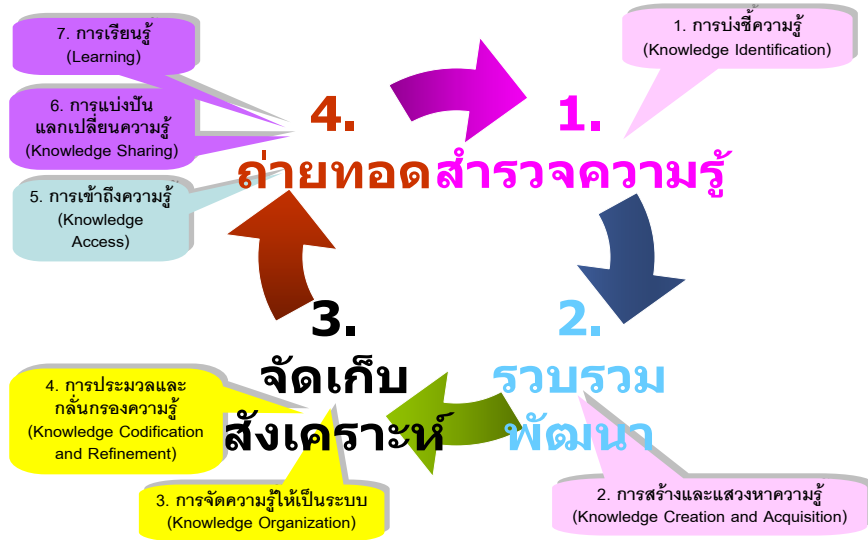 7. การเรียนรู้
(Learning)
6. การแบ่งปัน
แลกเปลี่ยนความรู้
(Knowledge Sharing)
5. การเข้าถึงความรู้
(Knowledge
Access)
4.
ถ่ายทอด
1. การบ่งชี้ความรู้
(Knowledge Identification)
1.
สำรวจความรู้
3.
จัดเก็บ
สังเคราะห์
2.
รวบรวม
พัฒนา
4. การประมวลและ
กลั่นกรองความรู้
(Knowledge Codification
and Refinement)
3. การจัดความรู้ให้เป็นระบบ
(Knowledge Organization)
2. การสร้างและแสวงหาความรู้
(Knowledge Creation and Acquisition)